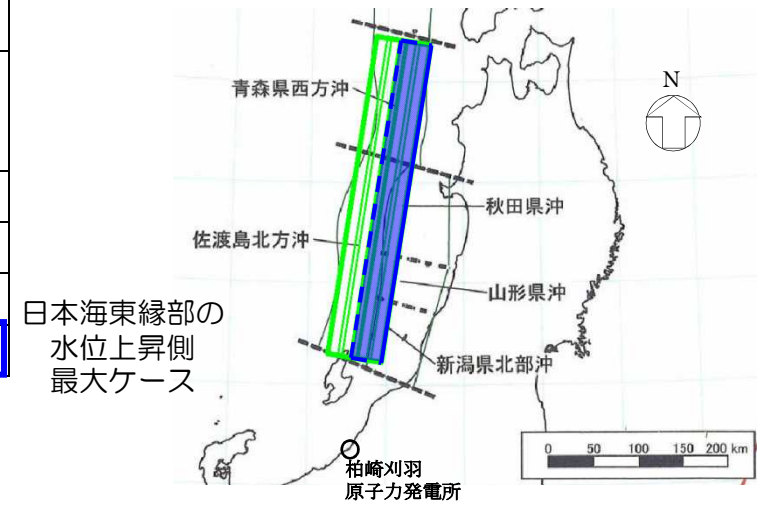 青森県西方沖
N
秋田県沖
佐渡島北方沖
山形県沖
日本海東縁部の
水位上昇側
最大ケース
新潟県北部沖
0 50 100 150 200 km
柏崎刈羽
原子力発電所